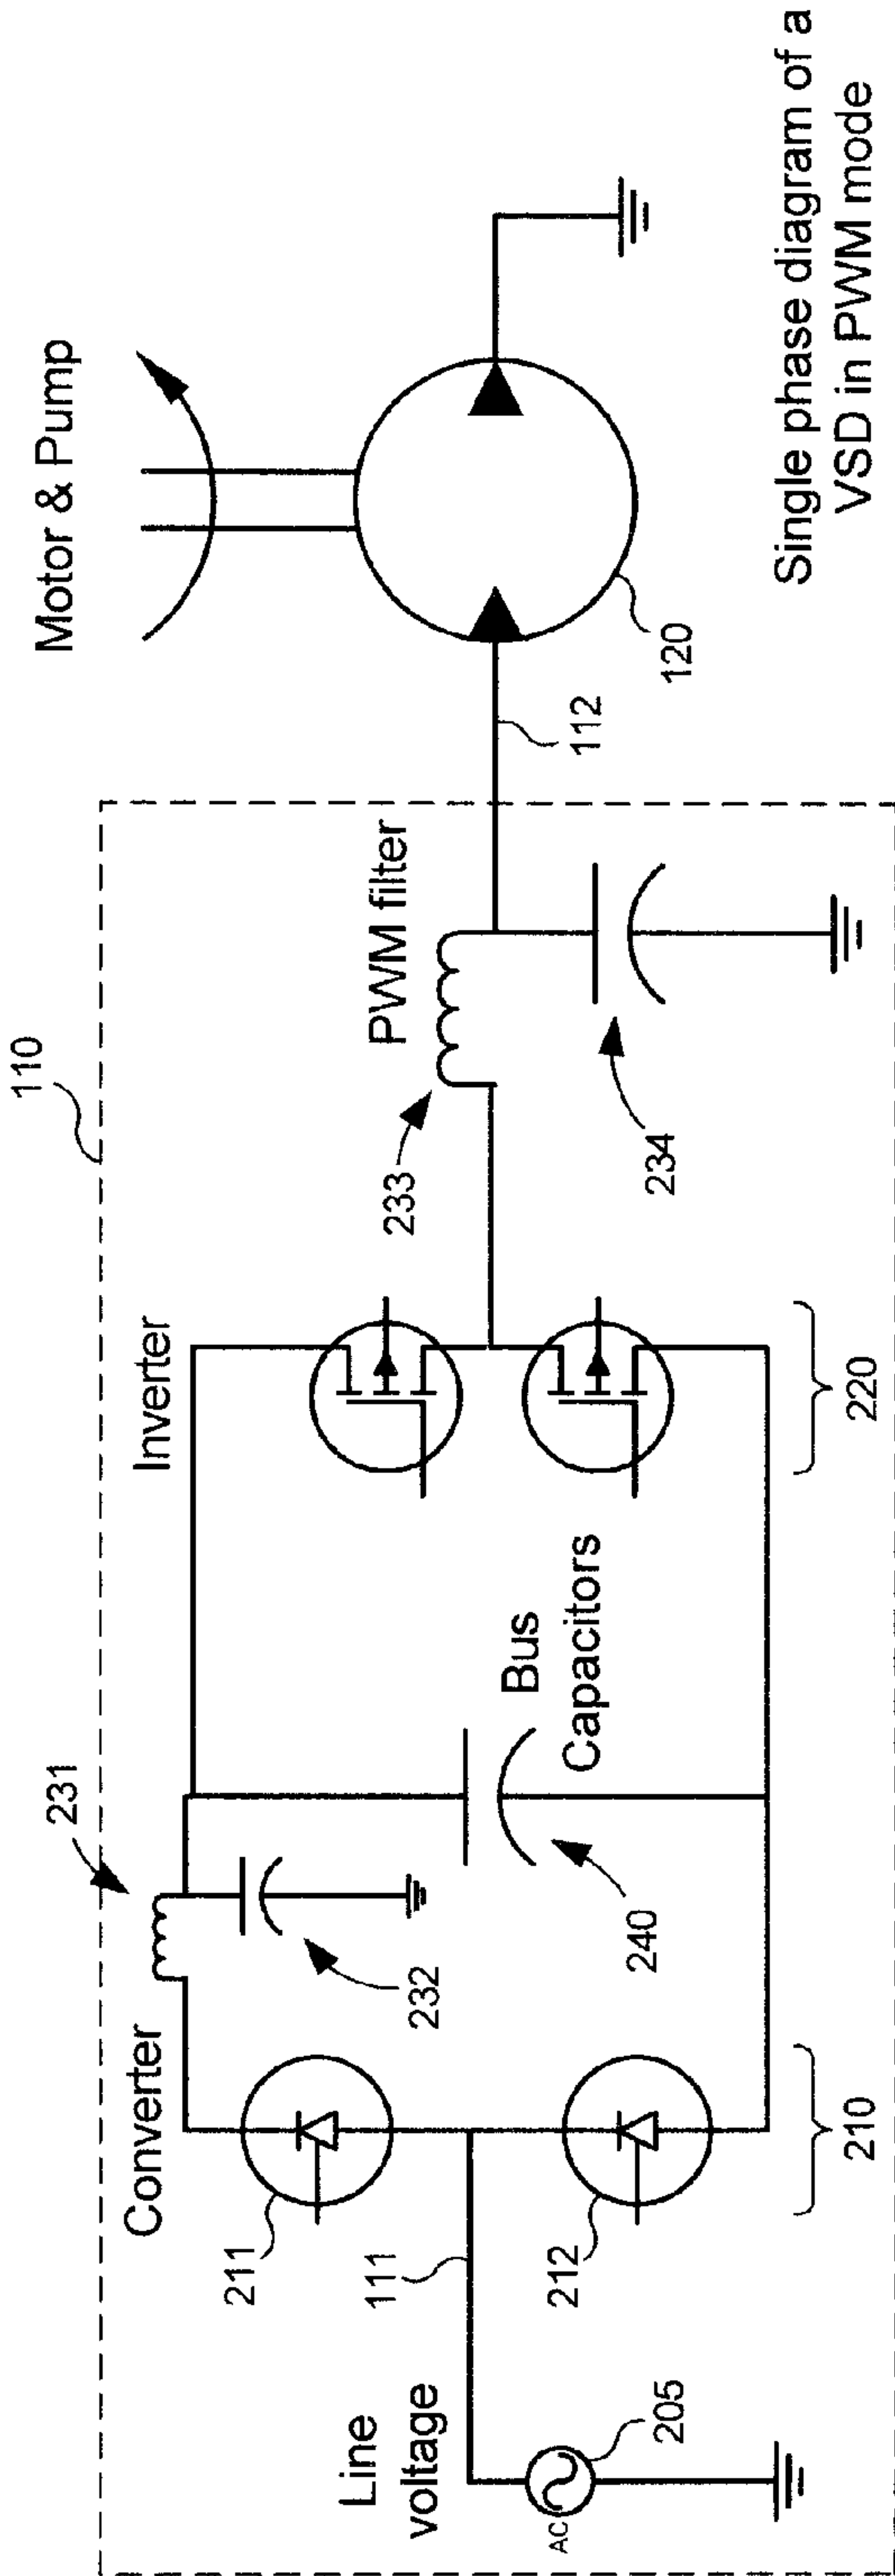 110
Line
voltage
AC
205
111
Converter
211
212
210
231
232
Bus
Capacitors
240
Inverter
220
PWM filter
233
234
112
Motor & Pump
120
Single phase diagram of a
VSD in PWM mode